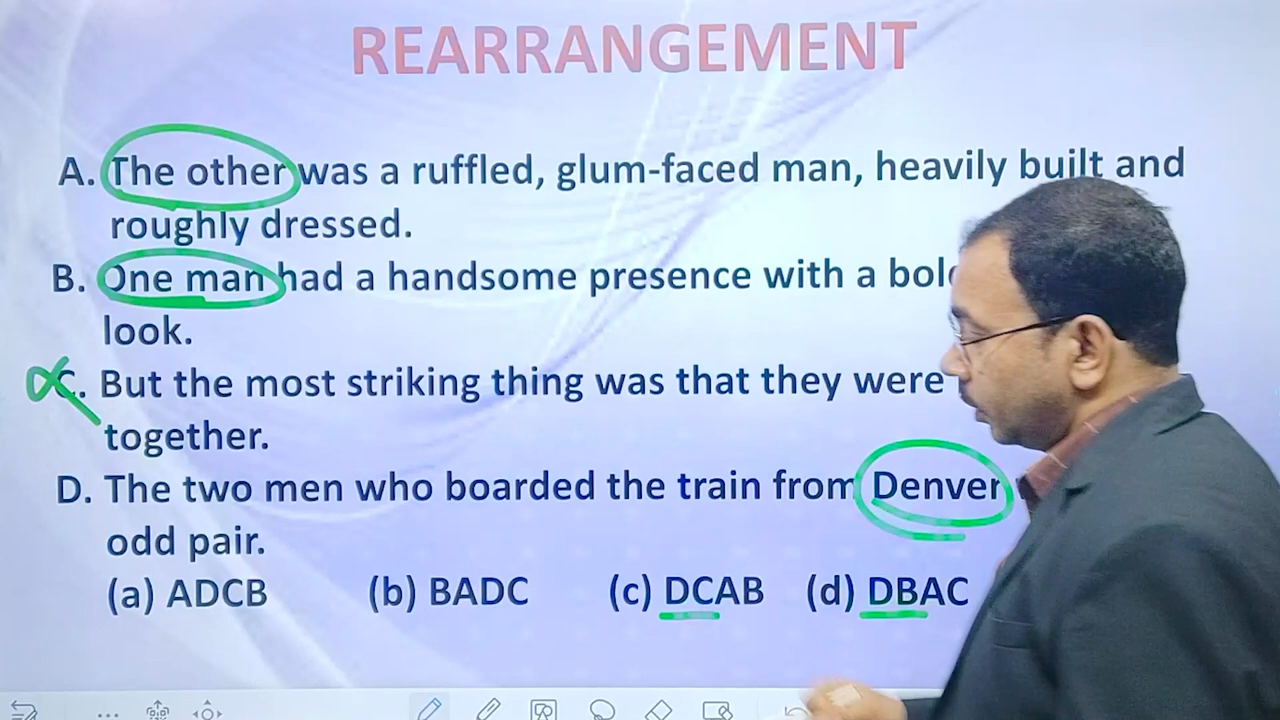 REARRANGEMENT
A. The other was a ruffled, glum-faced man, heavily built and
roughly dressed.
B. One man had a handsome presence with a
look.
C. But the most striking thing was that they were
together.
D. The two men who boarded the train from Denver
odd pair.
(a) ADCB (b) BADC (c) DCAB (d) DBAC